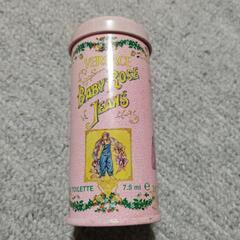 VERSACE
BABY ROSE
JEANS
TOILETTE 7.5 ml e